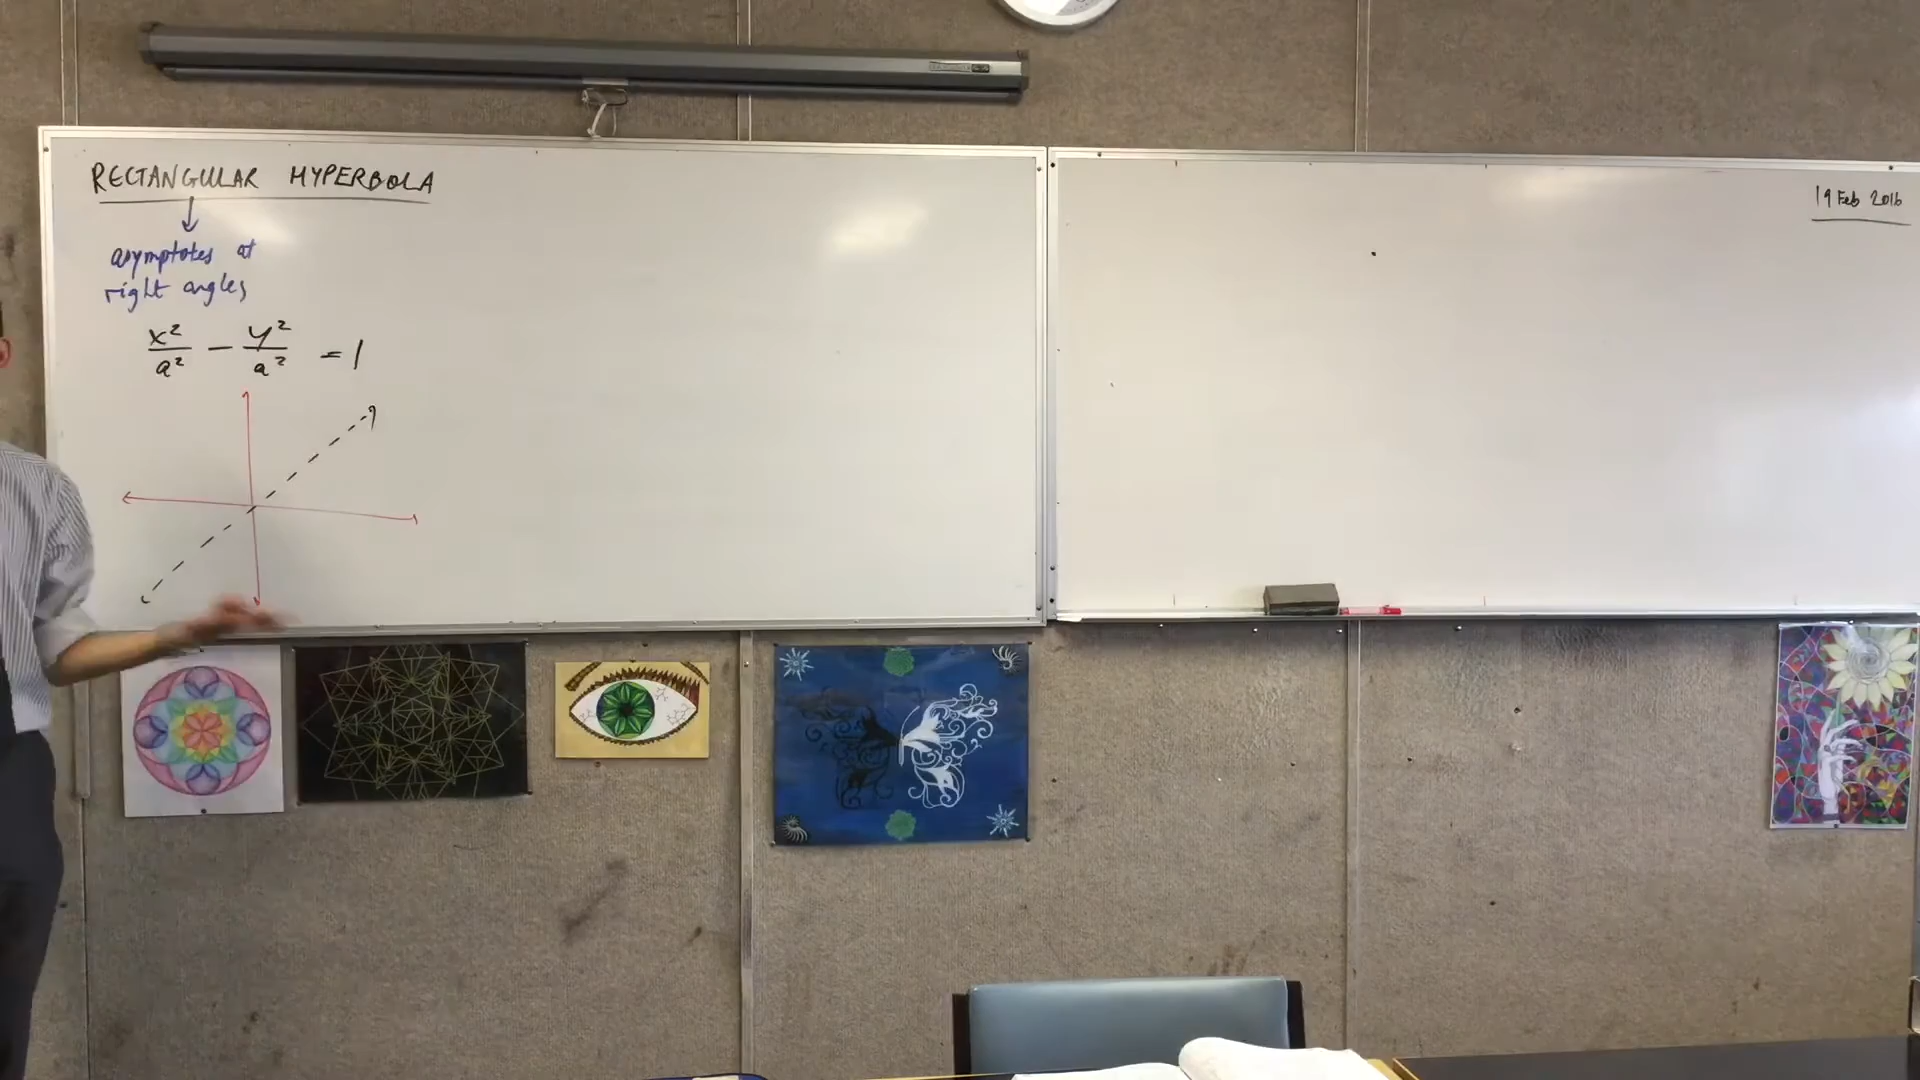 RECTANGULAR HYPERBOLA
asymptotes at
right angles
x²/a² - y²/a² = 1
19 Feb 2016